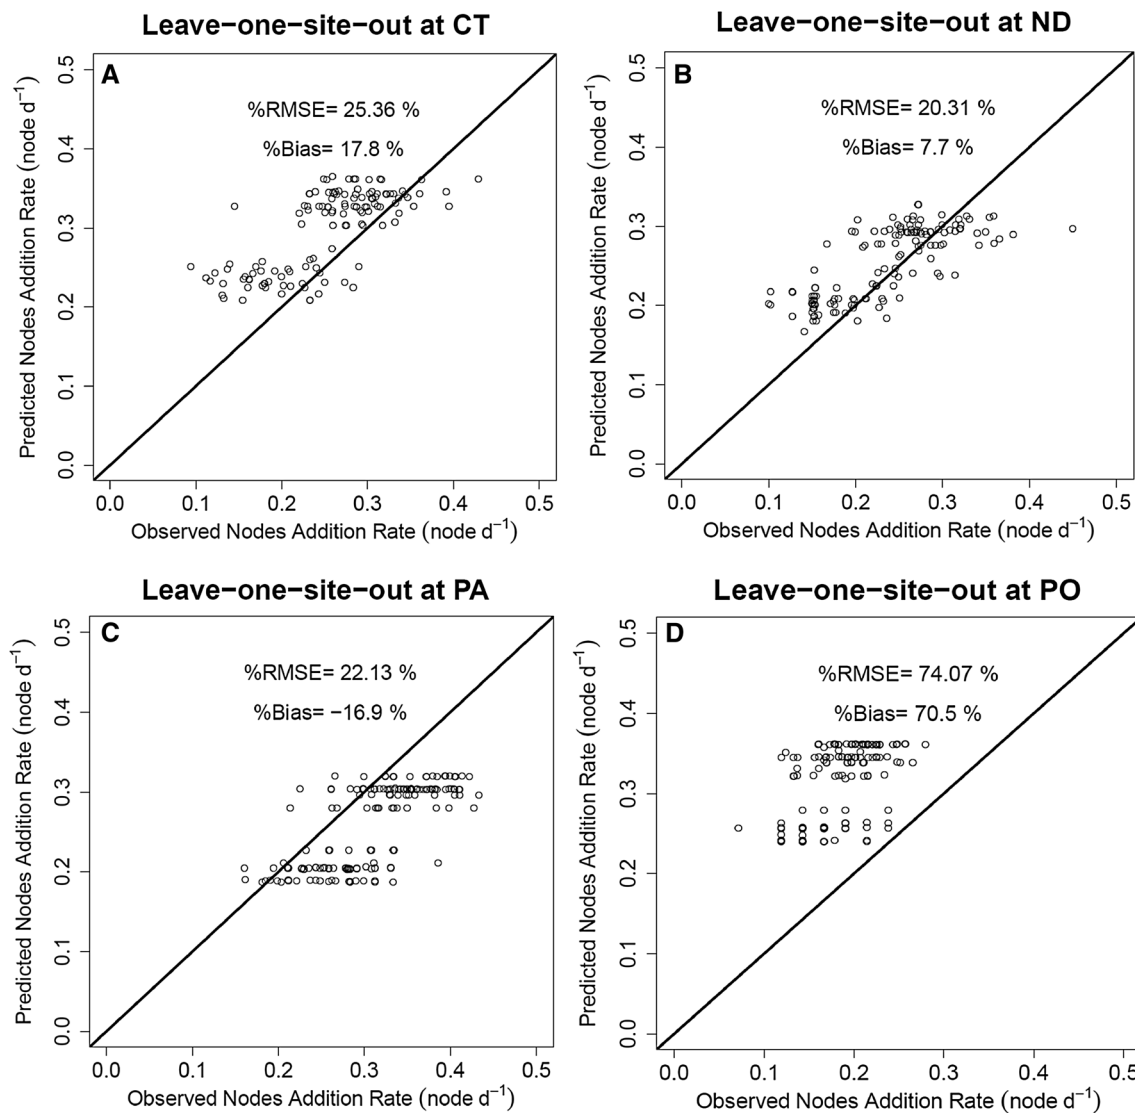 Leave−one−site−out at CT
A
%RMSE= 25.36 %
%Bias= 17.8 %
Predicted Nodes Addition Rate (node d⁻¹)
0.5
0.4
0.3
0.2
0.1
0.0
0.0 0.1 0.2 0.3 0.4 0.5
Observed Nodes Addition Rate (node d⁻¹)
Leave−one−site−out at ND
B
%RMSE= 20.31 %
%Bias= 7.7 %
Predicted Nodes Addition Rate (node d⁻¹)
0.5
0.4
0.3
0.2
0.1
0.0
0.0 0.1 0.2 0.3 0.4 0.5
Observed Nodes Addition Rate (node d⁻¹)
Leave−one−site−out at PA
C
%RMSE= 22.13 %
%Bias= −16.9 %
Predicted Nodes Addition Rate (node d⁻¹)
0.5
0.4
0.3
0.2
0.1
0.0
0.0 0.1 0.2 0.3 0.4 0.5
Observed Nodes Addition Rate (node d⁻¹)
Leave−one−site−out at PO
D
%RMSE= 74.07 %
%Bias= 70.5 %
Predicted Nodes Addition Rate (node d⁻¹)
0.5
0.4
0.3
0.2
0.1
0.0
0.0 0.1 0.2 0.3 0.4 0.5
Observed Nodes Addition Rate (node d⁻¹)